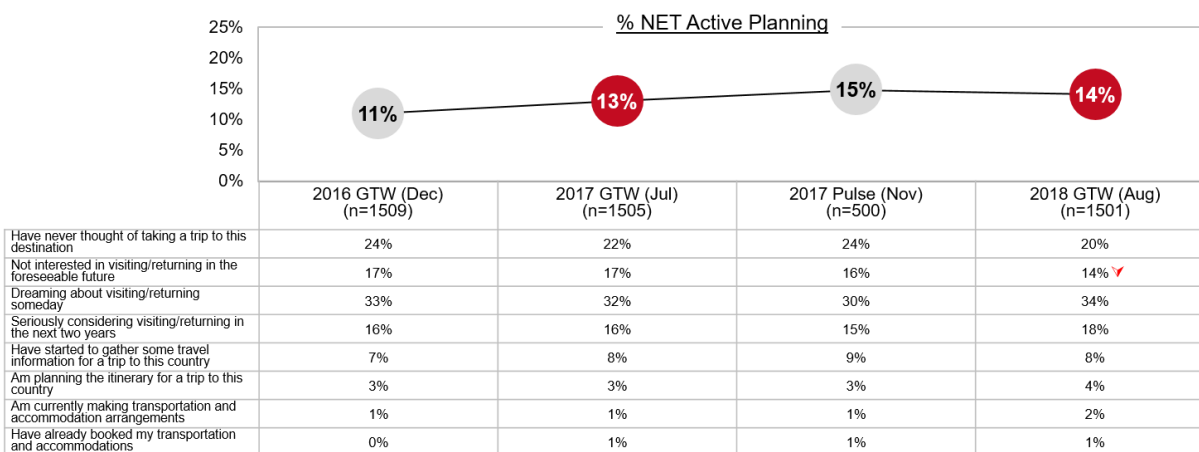 % NET Active Planning
25%
20%
15%
10%
5%
0%
11%
13%
15%
14%
2016 GTW (Dec)
(n=1509)
2017 GTW (Jul)
(n=1505)
2017 Pulse (Nov)
(n=500)
2018 GTW (Aug)
(n=1501)
Have never thought of taking a trip to this
destination
24% 22% 24% 20%
Not interested in visiting/returning in the
foreseeable future
17% 17% 16% 14%
Dreaming about visiting/returning
someday
33% 32% 30% 34%
Seriously considering visiting/returning in
the next two years
16% 16% 15% 18%
Have started to gather some travel
information for a trip to this country
7% 8% 9% 8%
Am planning the itinerary for a trip to this
country
3% 3% 3% 4%
Am currently making transportation and
accommodation arrangements
1% 1% 1% 2%
Have already booked my transportation
and accommodations
0% 1% 1% 1%